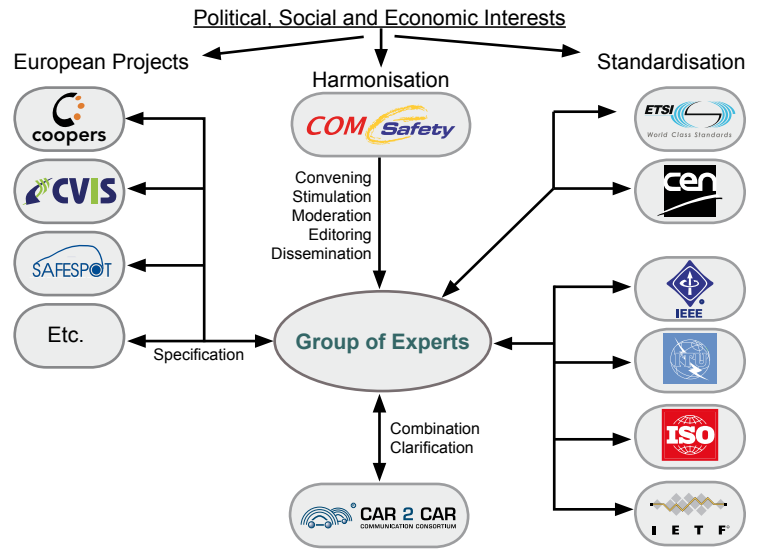 Political, Social and Economic Interests
European Projects
Harmonisation
Standardisation
coopers
COM Safety
ETSI
World Class Standards
CVIS
Convening
Stimulation
Moderation
Editoring
Dissemination
cen
SAFESPOT
IEEE
Etc.
Specification
Group of Experts
ITU
Combination
Clarification
ISO
CAR 2 CAR
COMMUNICATION CONSORTIUM
I E T F